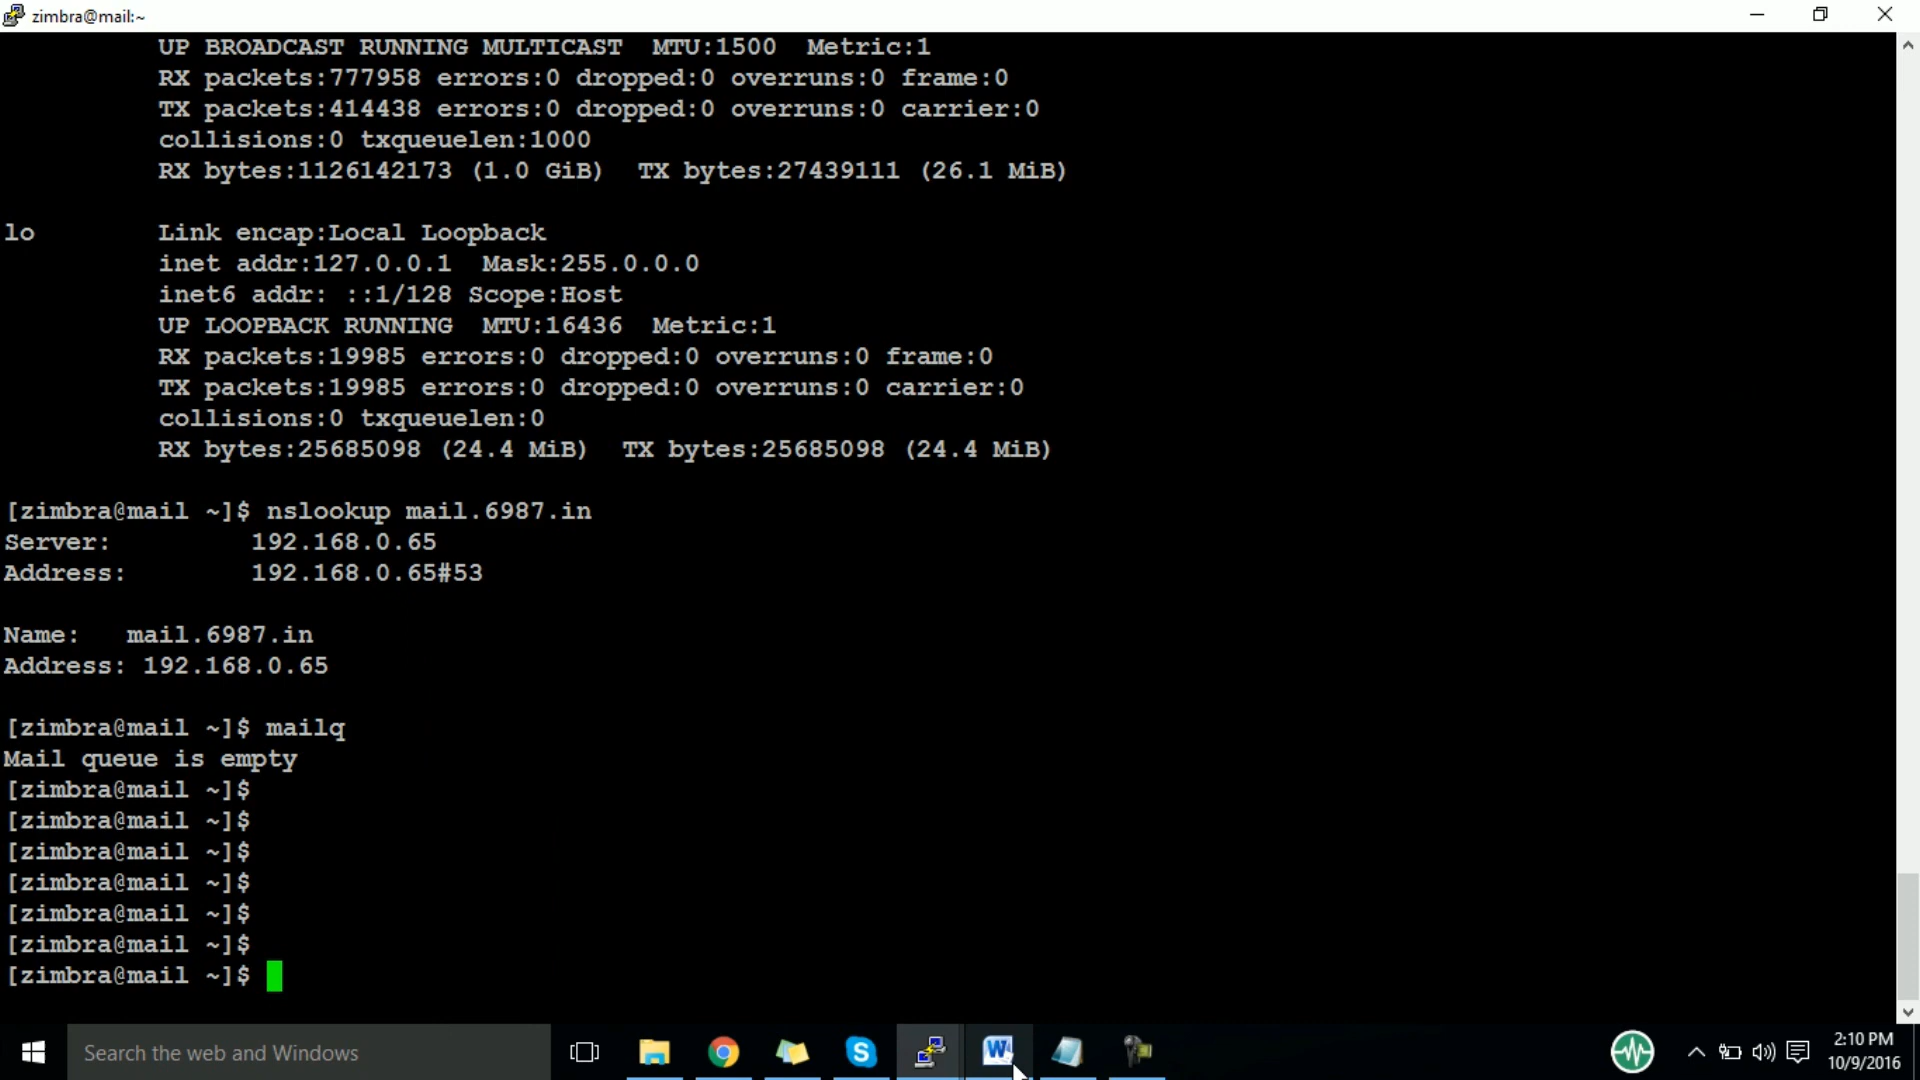 zimbra@mail:~
UP BROADCAST RUNNING MULTICAST  MTU:1500  Metric:1
RX packets:777958 errors:0 dropped:0 overruns:0 frame:0
TX packets:414438 errors:0 dropped:0 overruns:0 carrier:0
collisions:0 txqueuelen:1000
RX bytes:1126142173 (1.0 GiB)  TX bytes:27439111 (26.1 MiB)
lo        Link encap:Local Loopback
inet addr:127.0.0.1  Mask:255.0.0.0
inet6 addr: ::1/128 Scope:Host
UP LOOPBACK RUNNING  MTU:16436  Metric:1
RX packets:19985 errors:0 dropped:0 overruns:0 frame:0
TX packets:19985 errors:0 dropped:0 overruns:0 carrier:0
collisions:0 txqueuelen:0
RX bytes:25685098 (24.4 MiB)  TX bytes:25685098 (24.4 MiB)
[zimbra@mail ~]$ nslookup mail.6987.in
Server:         192.168.0.65
Address:        192.168.0.65#53
Name:   mail.6987.in
Address: 192.168.0.65
[zimbra@mail ~]$ mailq
Mail queue is empty
[zimbra@mail ~]$
[zimbra@mail ~]$
[zimbra@mail ~]$
[zimbra@mail ~]$
[zimbra@mail ~]$
[zimbra@mail ~]$
[zimbra@mail ~]$
Search the web and Windows
2:10 PM
10/9/2016